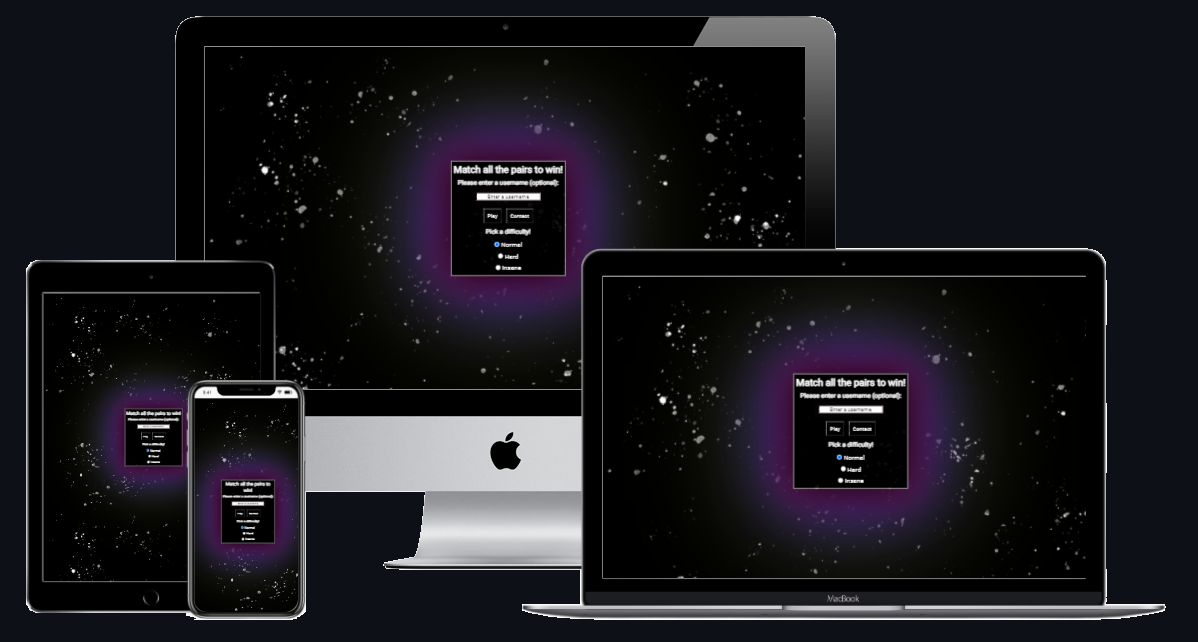 Match all the pairs to win!
Please enter a username (optional):
Enter a username
Play
Contact
Pick a difficulty!
Normal
Hard
Insane
Match all the pairs to win!
Please enter a username (optional):
Enter a username
Play
Contact
Pick a difficulty!
Normal
Hard
Insane
MacBook
Match all the pairs to win!
Please enter a username (optional):
Play
Contact
Pick a difficulty!
Normal
Hard
Insane
9:41
Match all the pairs to
win!
Please enter a username (optional):
Play
Contact
Pick a difficulty!
Normal
Hard
Insane